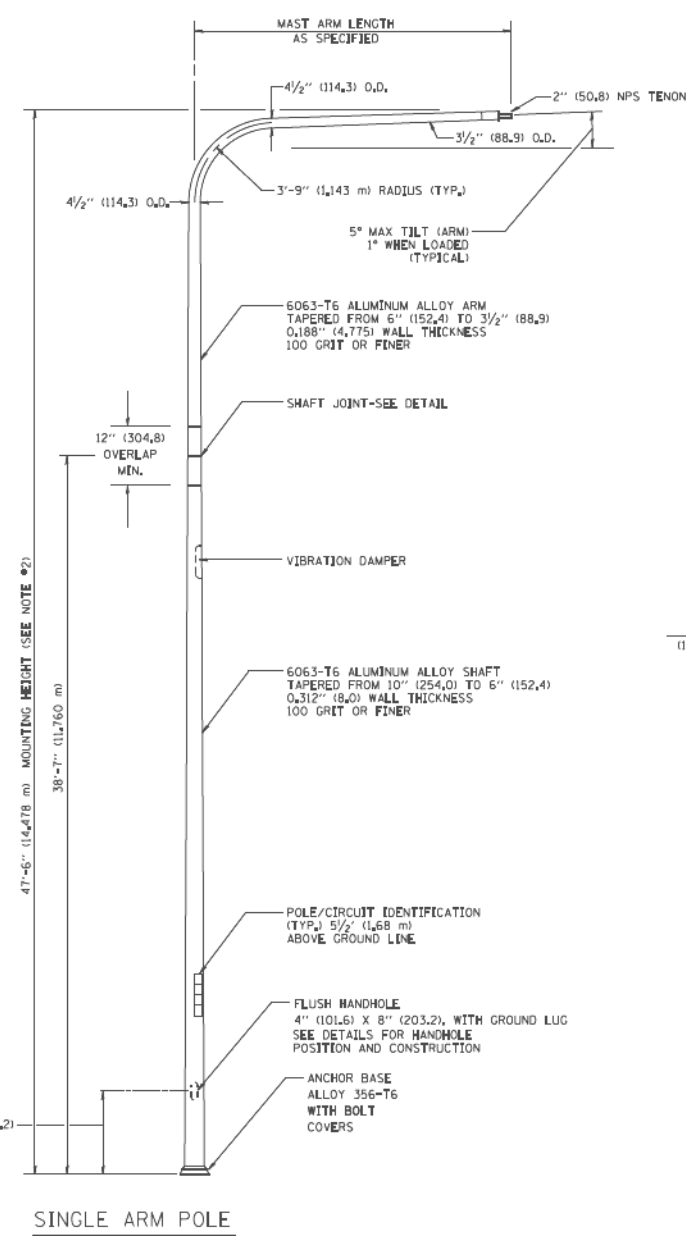 MAST ARM LENGTH
AS SPECIFIED
4½" (114.3) O.D.
2" (50.8) NPS TENON
3½" (88.9) O.D.
3'-9" (1.143 m) RADIUS (TYP.)
4½" (114.3) O.D.
5° MAX TILT (ARM)
1° WHEN LOADED
(TYPICAL)
6063-T6 ALUMINUM ALLOY ARM
TAPERED FROM 6" (152.4) TO 3½" (88.9)
0.188" (4.775) WALL THICKNESS
100 GRIT OR FINER
SHAFT JOINT-SEE DETAIL
12" (304.8)
OVERLAP
MIN.
VIBRATION DAMPER
47'-6" (14.478 m) MOUNTING HEIGHT (SEE NOTE #2)
38'-7" (11.760 m)
6063-T6 ALUMINUM ALLOY SHAFT
TAPERED FROM 10" (254.0) TO 6" (152.4)
0.312" (8.0) WALL THICKNESS
100 GRIT OR FINER
POLE/CIRCUIT IDENTIFICATION
(TYP.) 5½' (1.68 m)
ABOVE GROUND LINE
FLUSH HANDHOLE
4" (101.6) X 8" (203.2), WITH GROUND LUG
SEE DETAILS FOR HANDHOLE
POSITION AND CONSTRUCTION
ANCHOR BASE
ALLOY 356-T6
WITH BOLT
COVERS
SINGLE ARM POLE